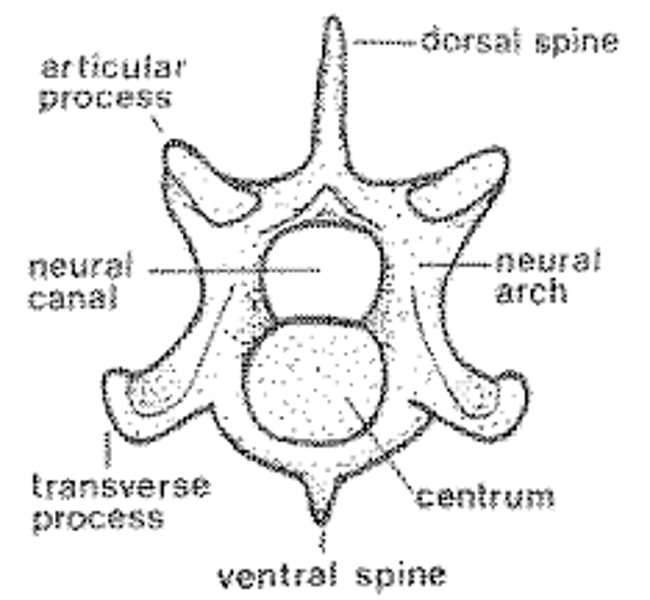 dorsal spine
articular
process
neural
canal
neural
arch
transverse
process
centrum
ventral spine